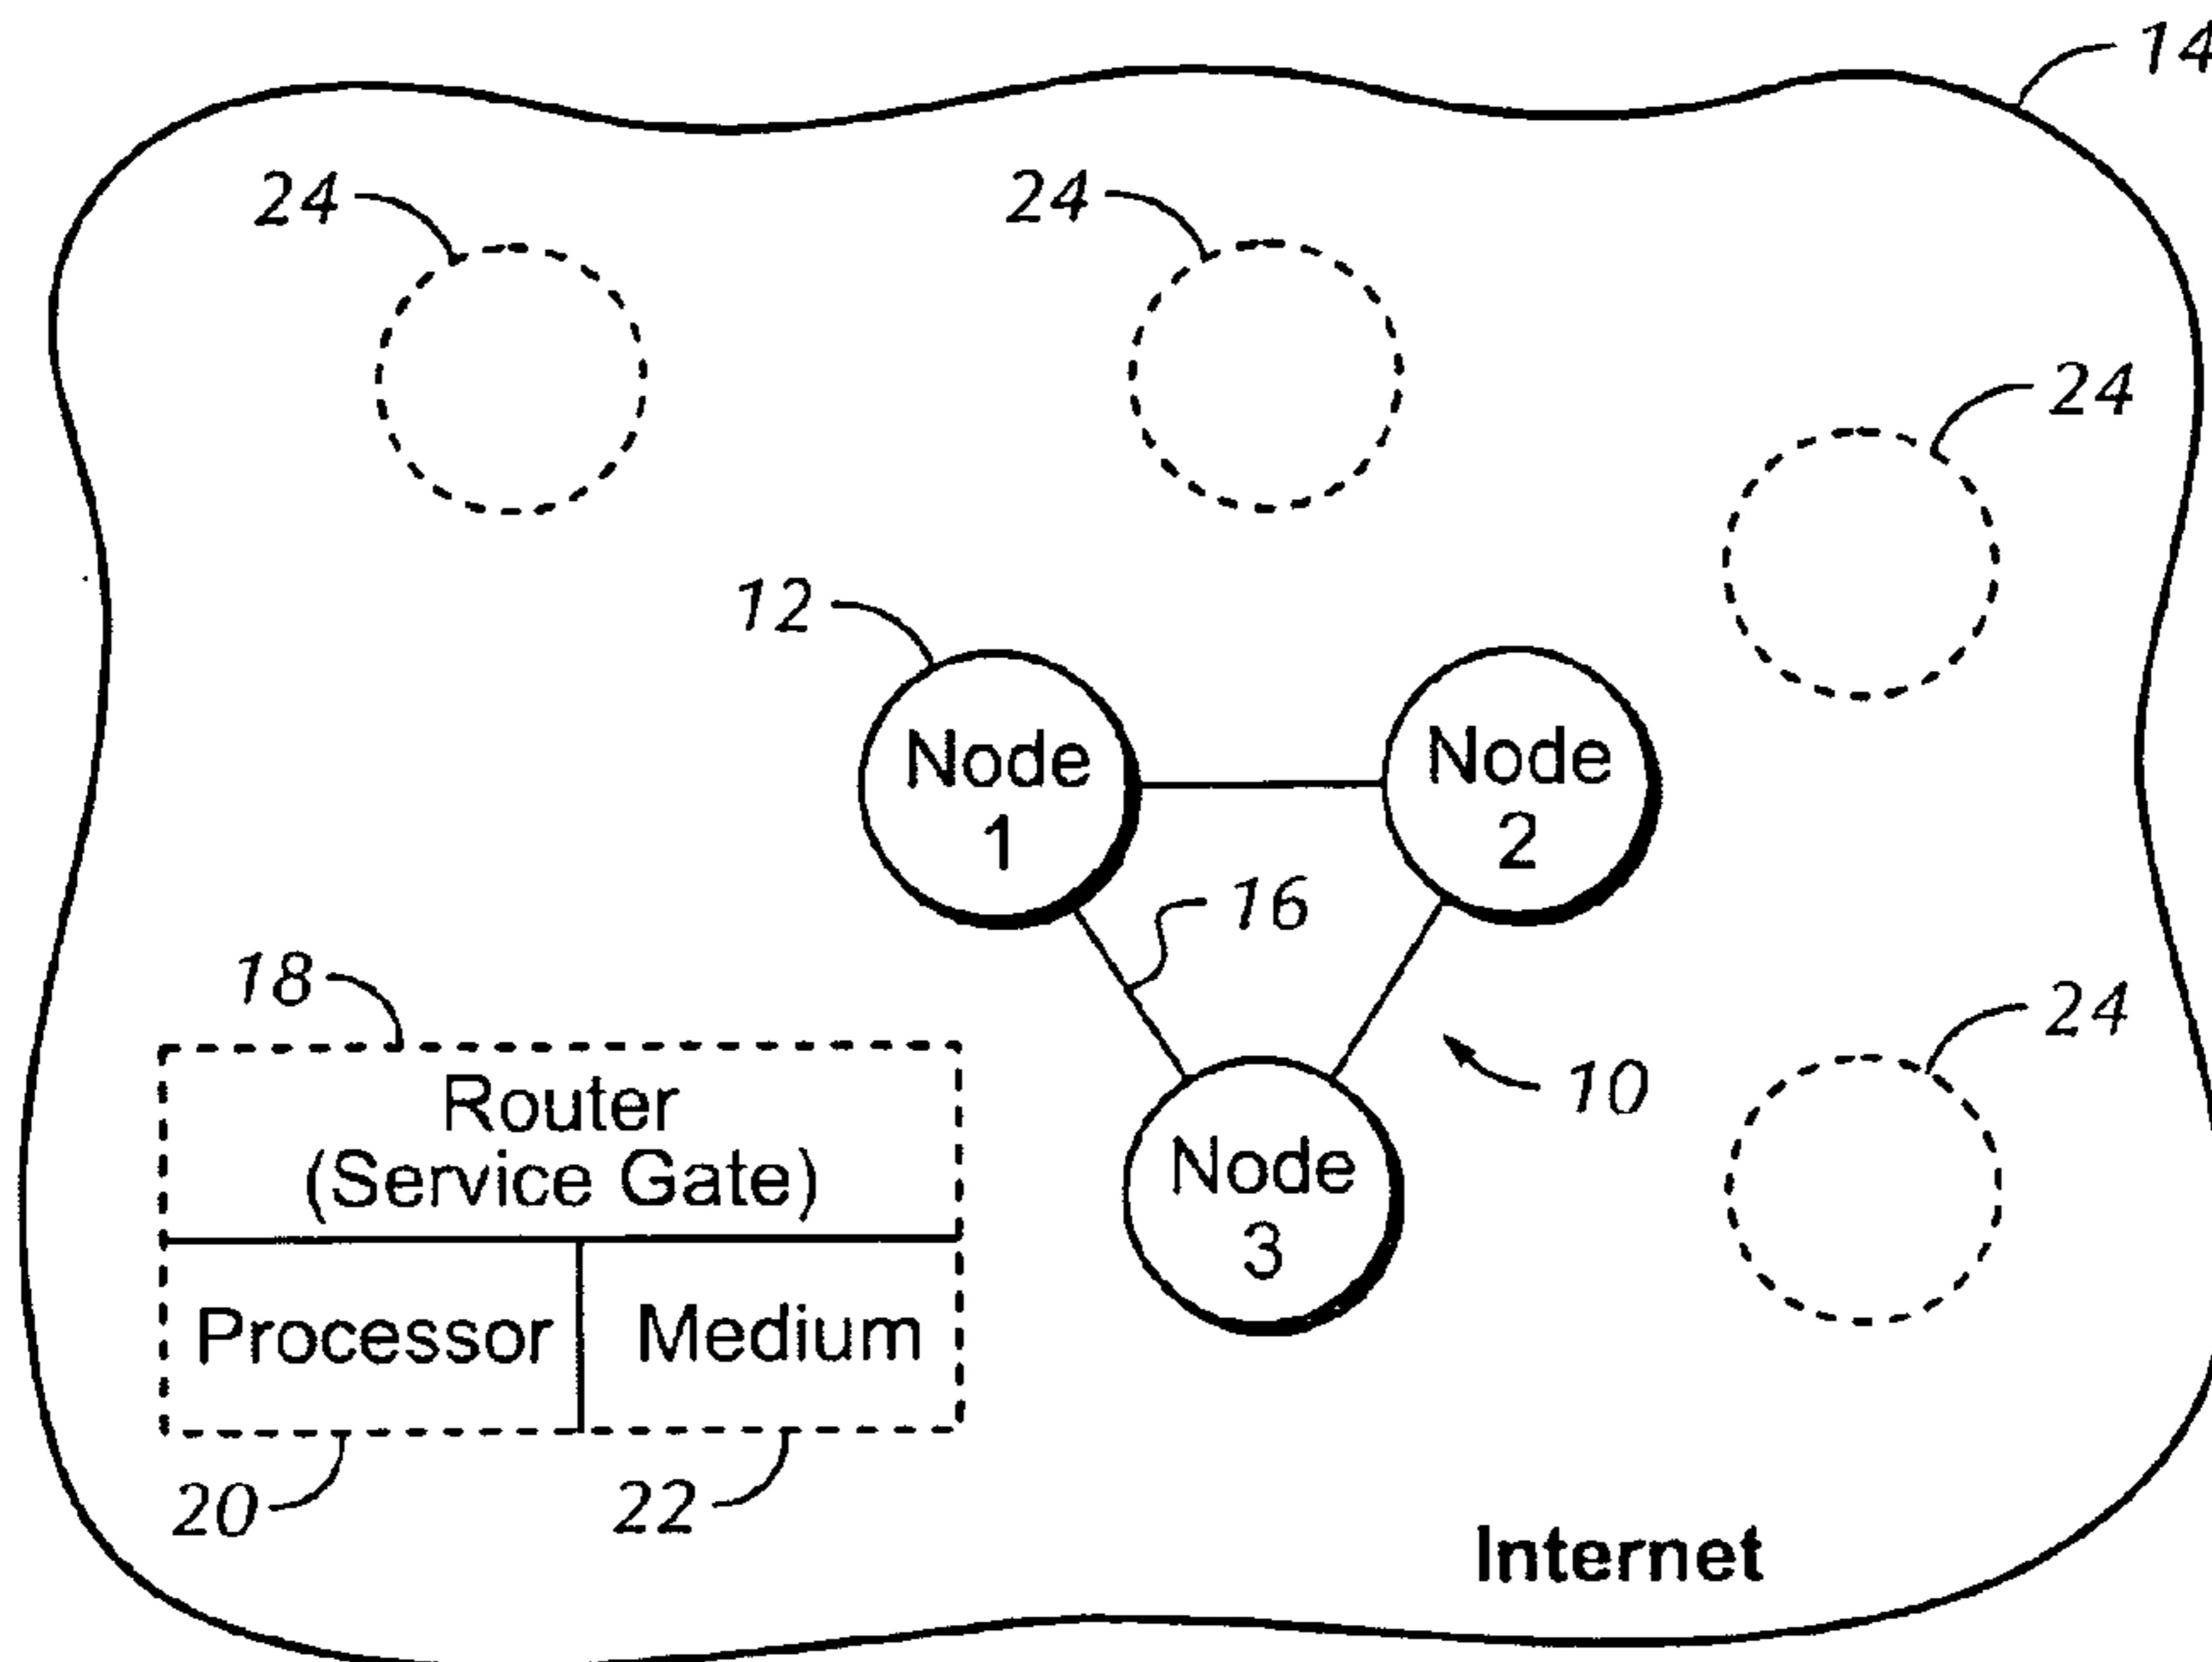 14
24
24
24
12
Node
1
Node
2
16
18
24
Router
(Service Gate)
10
Node
3
Processor
Medium
20
22
Internet